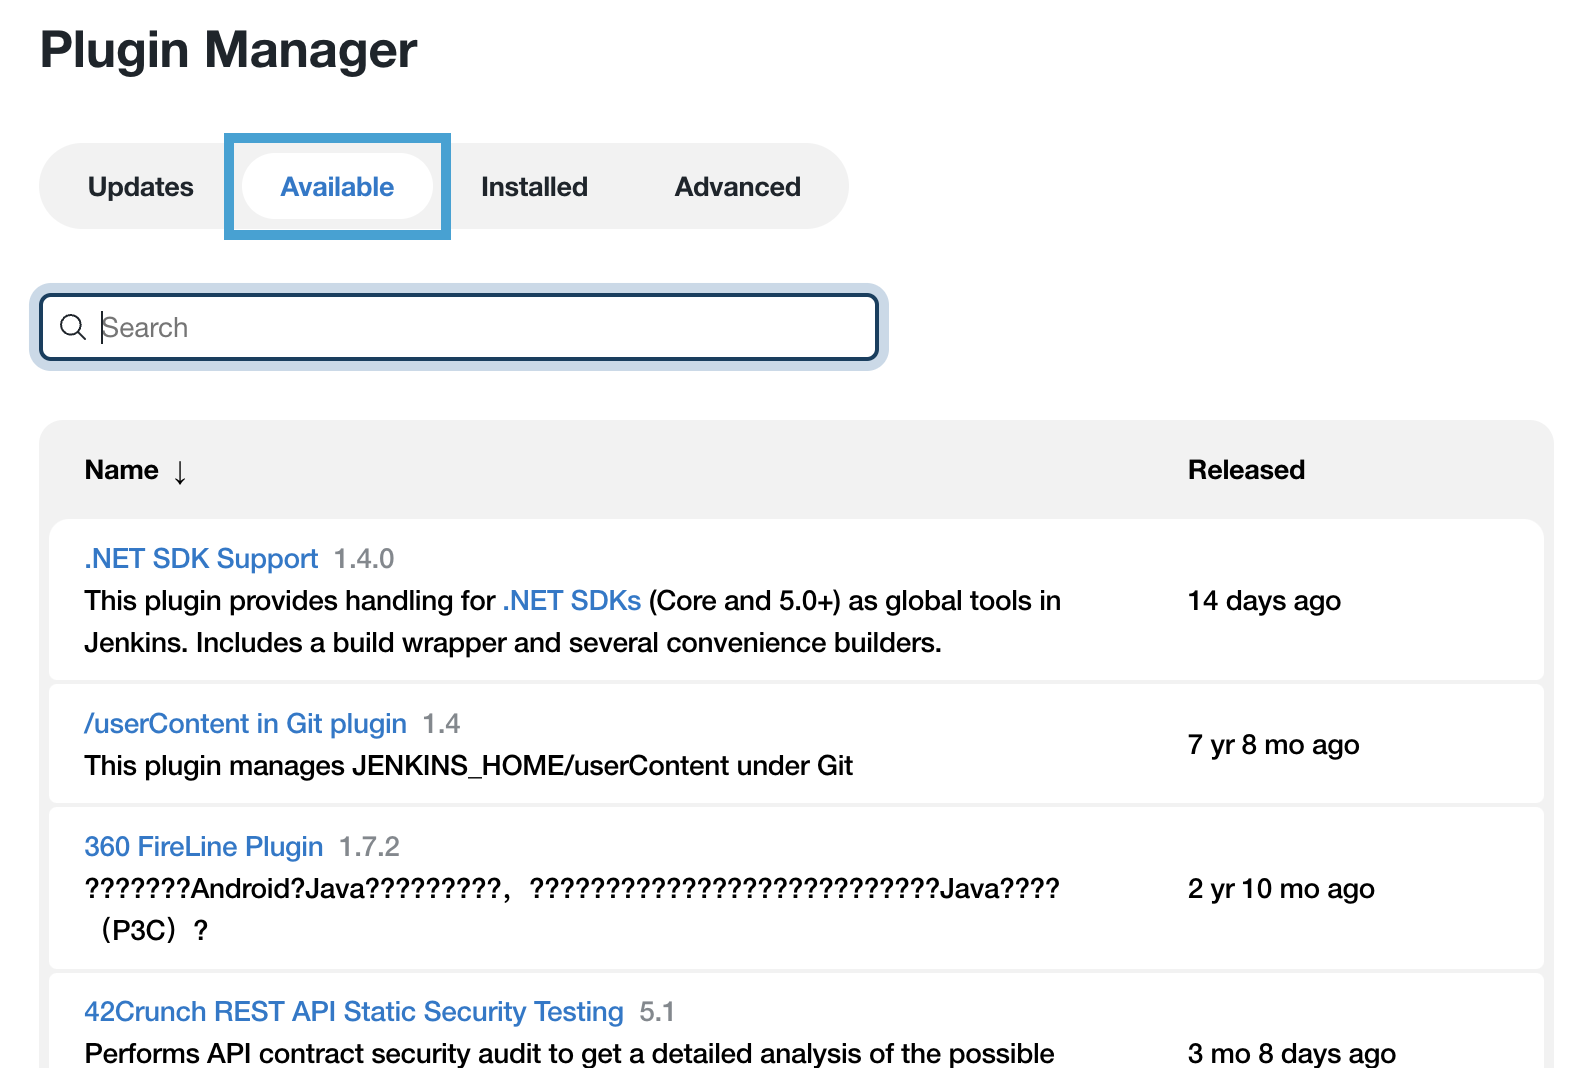 Plugin Manager
Updates Available Installed Advanced
Search
Name ↓ Released
.NET SDK Support 1.4.0
This plugin provides handling for .NET SDKs (Core and 5.0+) as global tools in
Jenkins. Includes a build wrapper and several convenience builders.
14 days ago
/userContent in Git plugin 1.4
This plugin manages JENKINS_HOME/userContent under Git
7 yr 8 mo ago
360 FireLine Plugin 1.7.2
???????Android?Java?????????，???????????????????????????Java????
（P3C）?
2 yr 10 mo ago
42Crunch REST API Static Security Testing 5.1
Performs API contract security audit to get a detailed analysis of the possible
3 mo 8 days ago